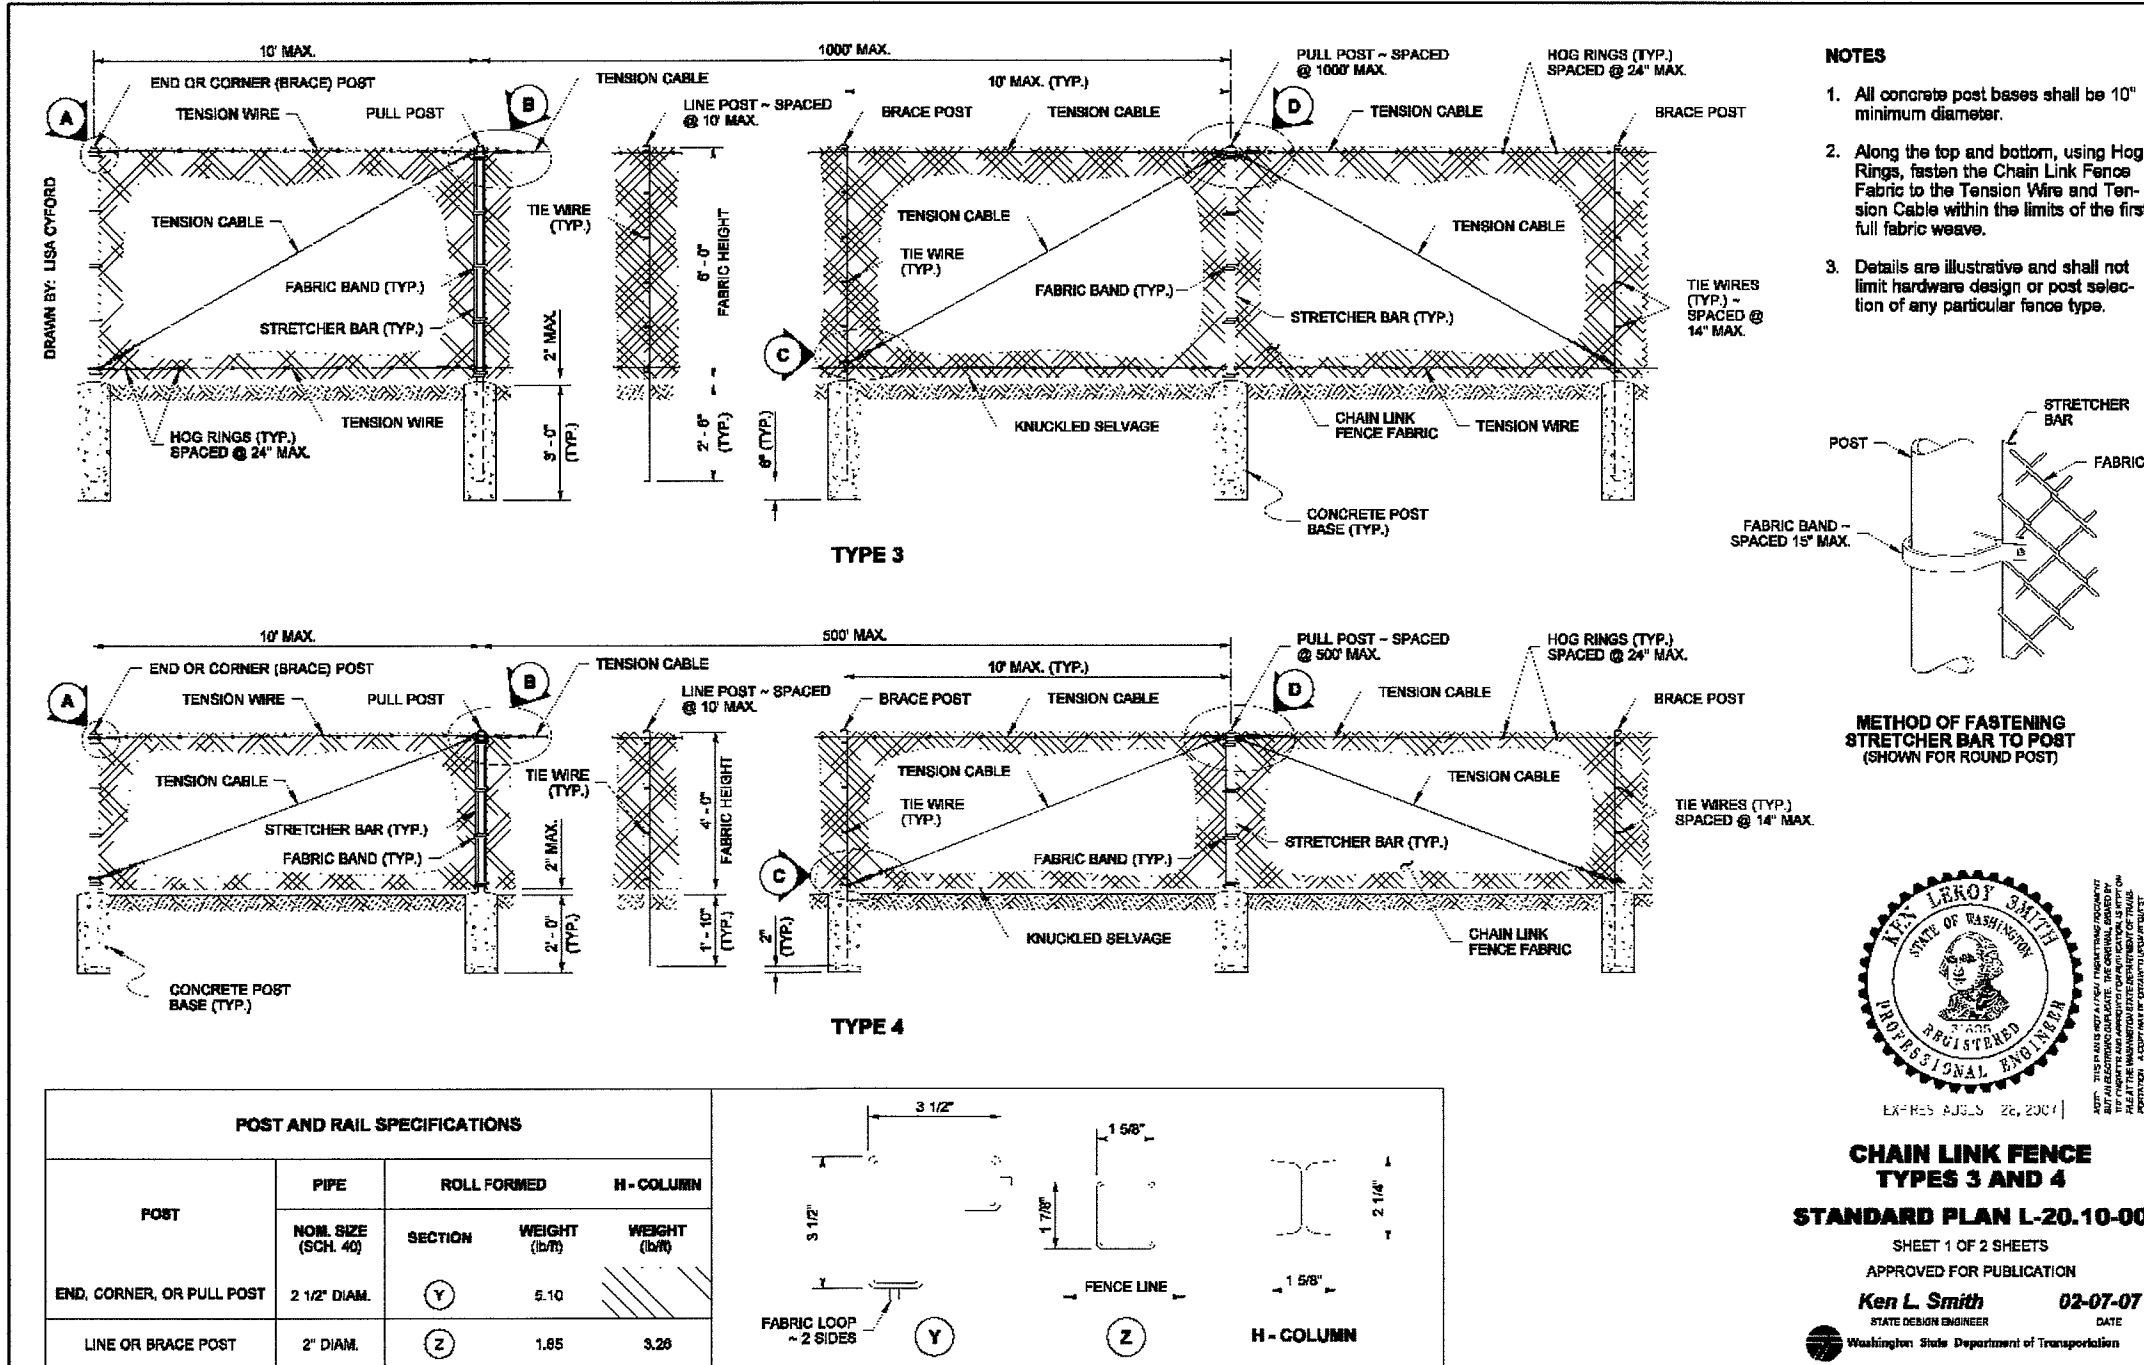 10' MAX.
1000' MAX.
END OR CORNER (BRACE) POST
TENSION CABLE
PULL POST ~ SPACED
@ 1000' MAX.
HOG RINGS (TYP.)
SPACED @ 24" MAX.
A
TENSION WIRE
PULL POST
B
LINE POST ~ SPACED
@ 10' MAX.
10' MAX. (TYP.)
BRACE POST
TENSION CABLE
D
TENSION CABLE
BRACE POST
DRAWN BY: LISA CYFORD
TENSION CABLE
TIE WIRE
(TYP.)
6' - 0"
FABRIC HEIGHT
TENSION CABLE
TIE WIRE
(TYP.)
TENSION CABLE
FABRIC BAND (TYP.)
FABRIC BAND (TYP.)
TIE WIRES
(TYP.) ~
SPACED @
14" MAX.
STRETCHER BAR (TYP.)
2" MAX.
STRETCHER BAR (TYP.)
C
TENSION WIRE
HOG RINGS (TYP.)
SPACED @ 24" MAX.
3' - 0"
(TYP.)
2' - 6"
(TYP.)
6" (TYP.)
KNUCKLED SELVAGE
CHAIN LINK
FENCE FABRIC
TENSION WIRE
CONCRETE POST
BASE (TYP.)
TYPE 3
10' MAX.
500' MAX.
END OR CORNER (BRACE) POST
TENSION CABLE
PULL POST ~ SPACED
@ 500' MAX.
HOG RINGS (TYP.)
SPACED @ 24" MAX.
A
TENSION WIRE
PULL POST
B
LINE POST ~ SPACED
@ 10' MAX.
10' MAX. (TYP.)
BRACE POST
TENSION CABLE
D
TENSION CABLE
BRACE POST
TENSION CABLE
TIE WIRE
(TYP.)
4' - 0"
FABRIC HEIGHT
TENSION CABLE
TIE WIRE
(TYP.)
TENSION CABLE
TIE WIRES (TYP.)
SPACED @ 14" MAX.
STRETCHER BAR (TYP.)
FABRIC BAND (TYP.)
2" MAX.
FABRIC BAND (TYP.)
STRETCHER BAR (TYP.)
C
2' - 0"
(TYP.)
1' - 10"
(TYP.)
2"
(TYP.)
KNUCKLED SELVAGE
CHAIN LINK
FENCE FABRIC
CONCRETE POST
BASE (TYP.)
TYPE 4
NOTES
1. All concrete post bases shall be 10"
minimum diameter.
2. Along the top and bottom, using Hog
Rings, fasten the Chain Link Fence
Fabric to the Tension Wire and Ten-
sion Cable within the limits of the first
full fabric weave.
3. Details are illustrative and shall not
limit hardware design or post selec-
tion of any particular fence type.
STRETCHER
BAR
POST
FABRIC
FABRIC BAND ~
SPACED 15" MAX.
METHOD OF FASTENING
STRETCHER BAR TO POST
(SHOWN FOR ROUND POST)
KEN LEROY SMITH
STATE OF WASHINGTON
REGISTERED
PROFESSIONAL ENGINEER
POST AND RAIL SPECIFICATIONS
POST
PIPE
ROLL FORMED
H - COLUMN
NOM. SIZE
(SCH. 40)
SECTION
WEIGHT
(lb/ft)
WEIGHT
(lb/ft)
END, CORNER, OR PULL POST
2 1/2" DIAM.
Y
5.10
LINE OR BRACE POST
2" DIAM.
Z
1.85
3.26
3 1/2"
3 1/2"
FABRIC LOOP
~ 2 SIDES
Y
1 5/8"
1 7/8"
FENCE LINE
Z
2 1/4"
1 5/8"
H - COLUMN
CHAIN LINK FENCE
TYPES 3 AND 4
STANDARD PLAN L-20.10-00
SHEET 1 OF 2 SHEETS
APPROVED FOR PUBLICATION
Ken L. Smith 02-07-07
STATE DESIGN ENGINEER DATE
Washington State Department of Transportation